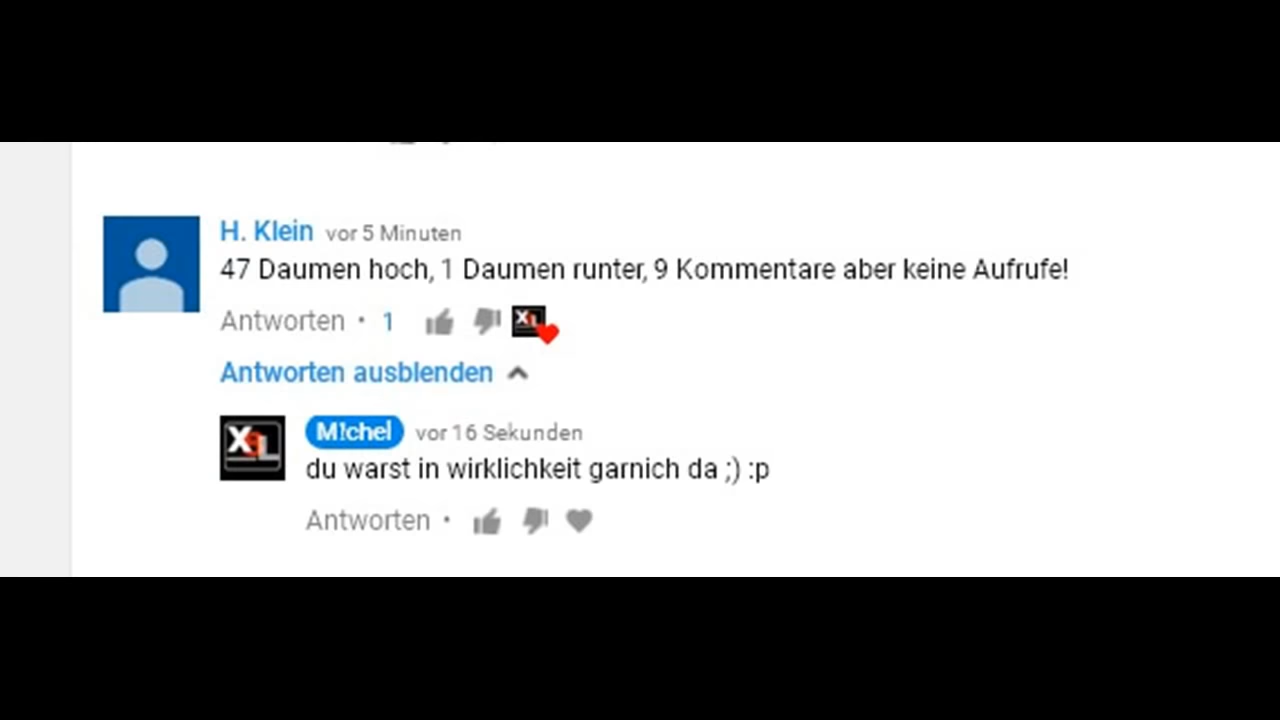 H. Klein vor 5 Minuten
47 Daumen hoch, 1 Daumen runter, 9 Kommentare aber keine Aufrufe!
Antworten • 1
Antworten ausblenden
M!chel vor 16 Sekunden
du warst in wirklichkeit garnich da ;) :p
Antworten •